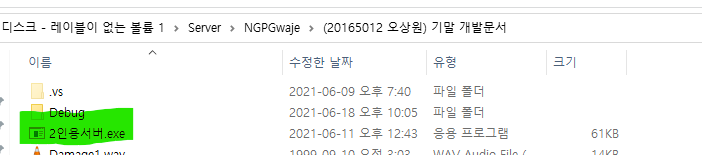 디스크 - 레이블이 없는 볼륨 1 > Server > NGPGwaje > (20165012 오상원) 기말 개발문서
이름 수정한 날짜 유형 크기
.vs 2021-06-09 오후 7:40 파일 폴더
Debug 2021-06-18 오후 10:05 파일 폴더
2인용서버.exe 2021-06-11 오후 12:43 응용 프로그램 61KB
Damage1.wav 1999-09-10 오전 3:03 WAV Audio File ( 14KB